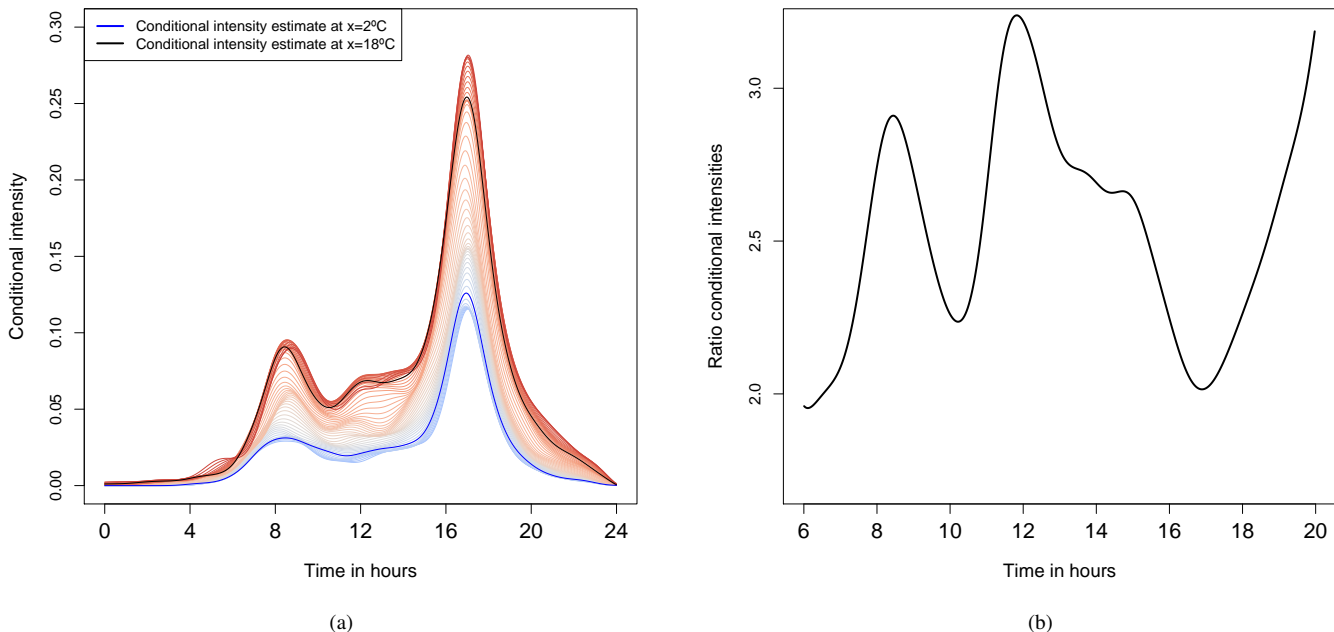 Conditional intensity estimate at x=2ºC
Conditional intensity estimate at x=18ºC
Conditional intensity
0.30
0.25
0.20
0.15
0.10
0.05
0.00
0 4 8 12 16 20 24
Time in hours
(a)
Ratio conditional intensities
3.0
2.5
2.0
6 8 10 12 14 16 18 20
Time in hours
(b)